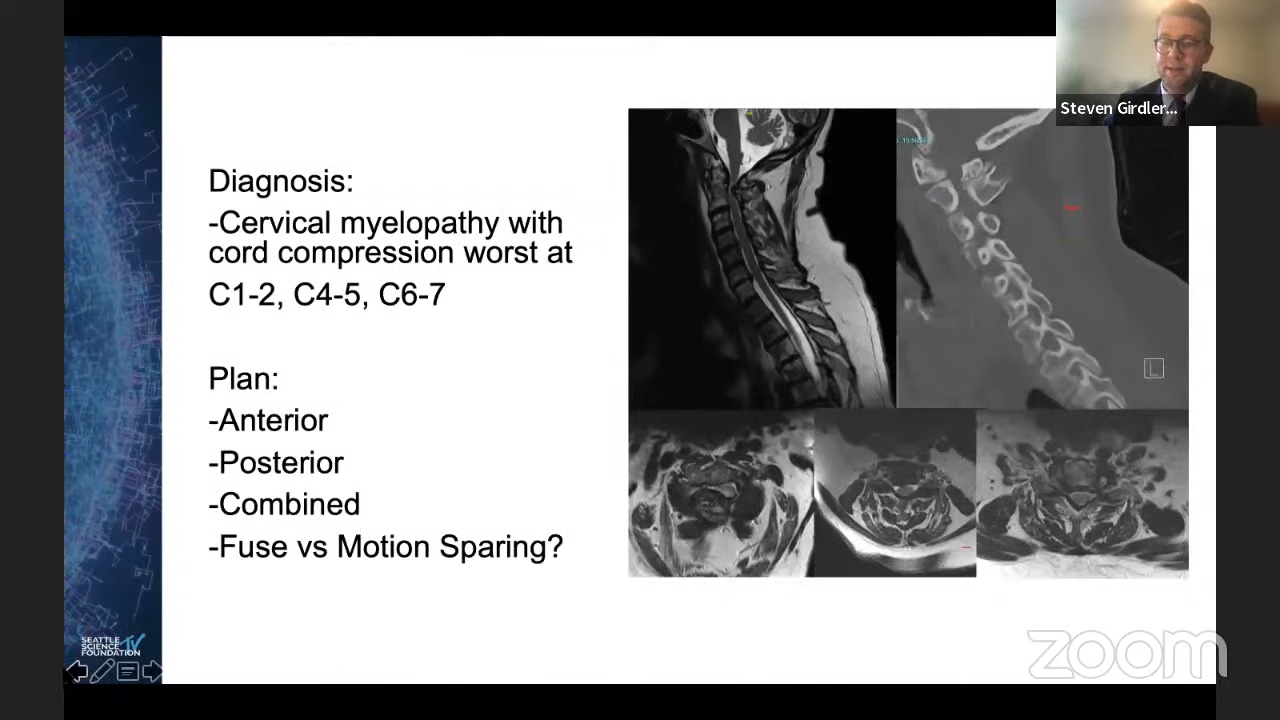 Steven Girdler...
Diagnosis:
-Cervical myelopathy with
cord compression worst at
C1-2, C4-5, C6-7
Plan:
-Anterior
-Posterior
-Combined
-Fuse vs Motion Sparing?
L
SEATTLE
SCIENCE TV
FOUNDATION
zoom